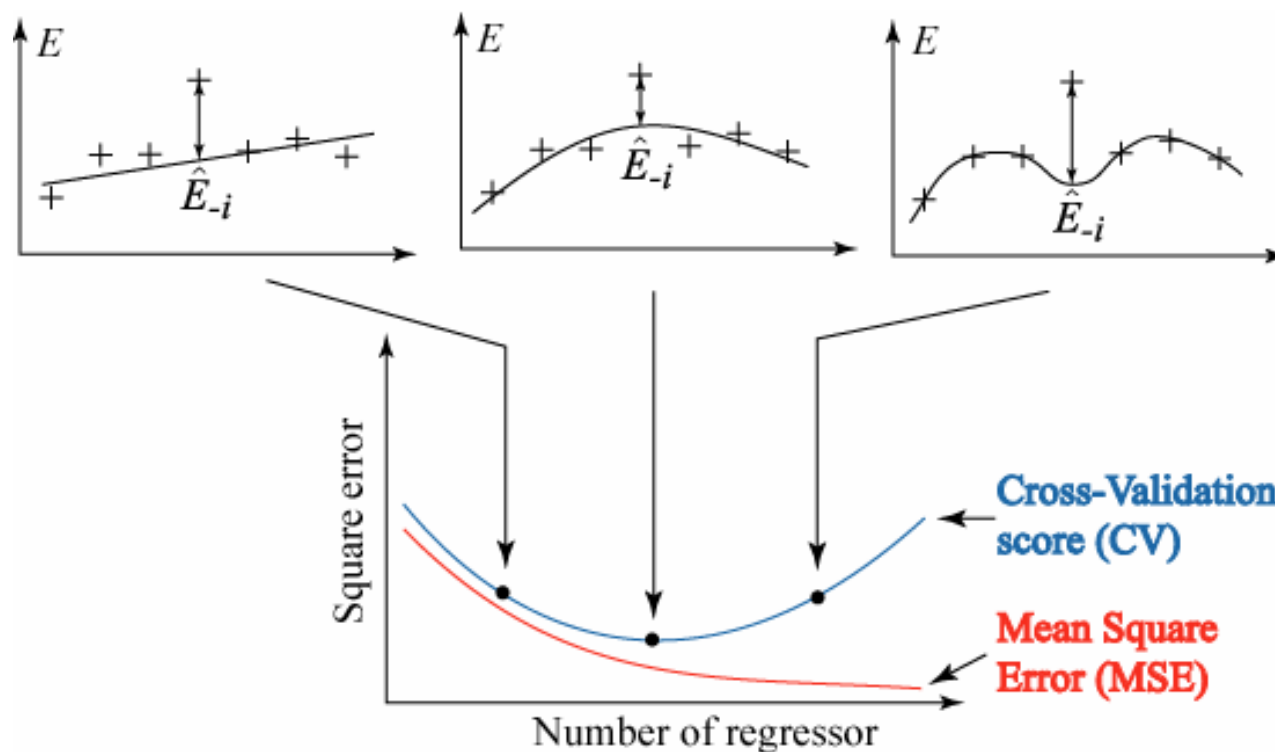 E
E
E
Ê₋ᵢ
Ê₋ᵢ
Ê₋ᵢ
Square error
Cross-Validation
score (CV)
Mean Square
Error (MSE)
Number of regressor